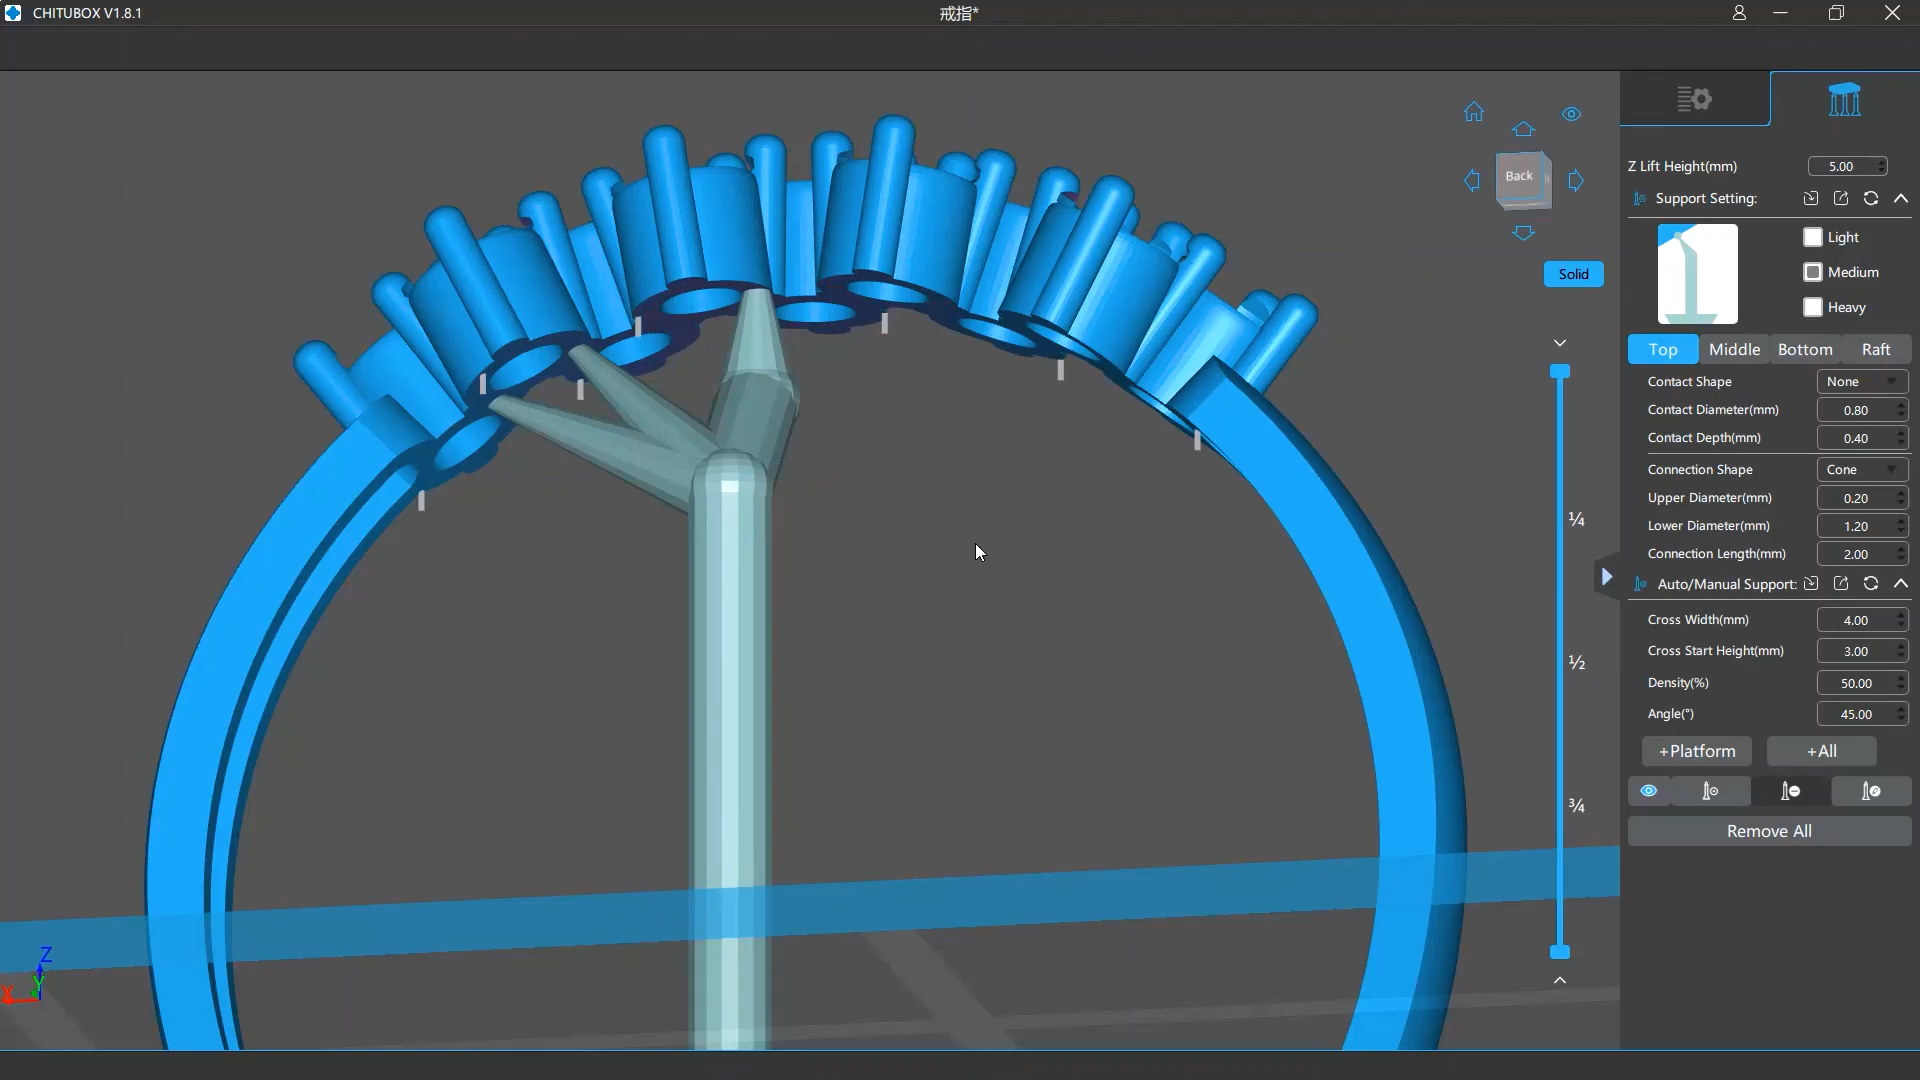 CHITUBOX V1.8.1
戒指*
Back
Solid
¼
½
¾
Z
Y
X
Z Lift Height(mm) 5.00
Support Setting:
Light
Medium
Heavy
Top Middle Bottom Raft
Contact Shape None
Contact Diameter(mm) 0.80
Contact Depth(mm) 0.40
Connection Shape Cone
Upper Diameter(mm) 0.20
Lower Diameter(mm) 1.20
Connection Length(mm) 2.00
Auto/Manual Support:
Cross Width(mm) 4.00
Cross Start Height(mm) 3.00
Density(%) 50.00
Angle(°) 45.00
+Platform +All
Remove All